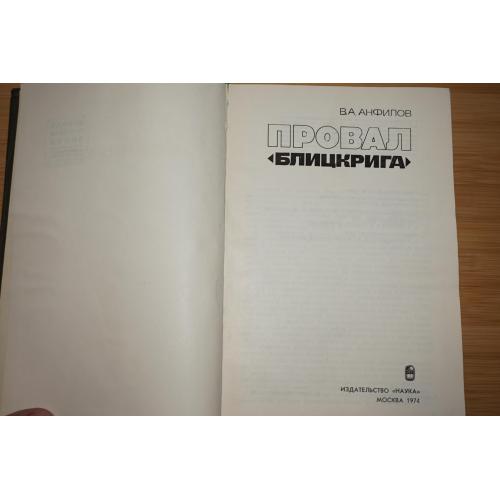 В.А. АНФИЛОВ
ПРОВАЛ
«БЛИЦКРИГА»
ИЗДАТЕЛЬСТВО «НАУКА»
МОСКВА 1974